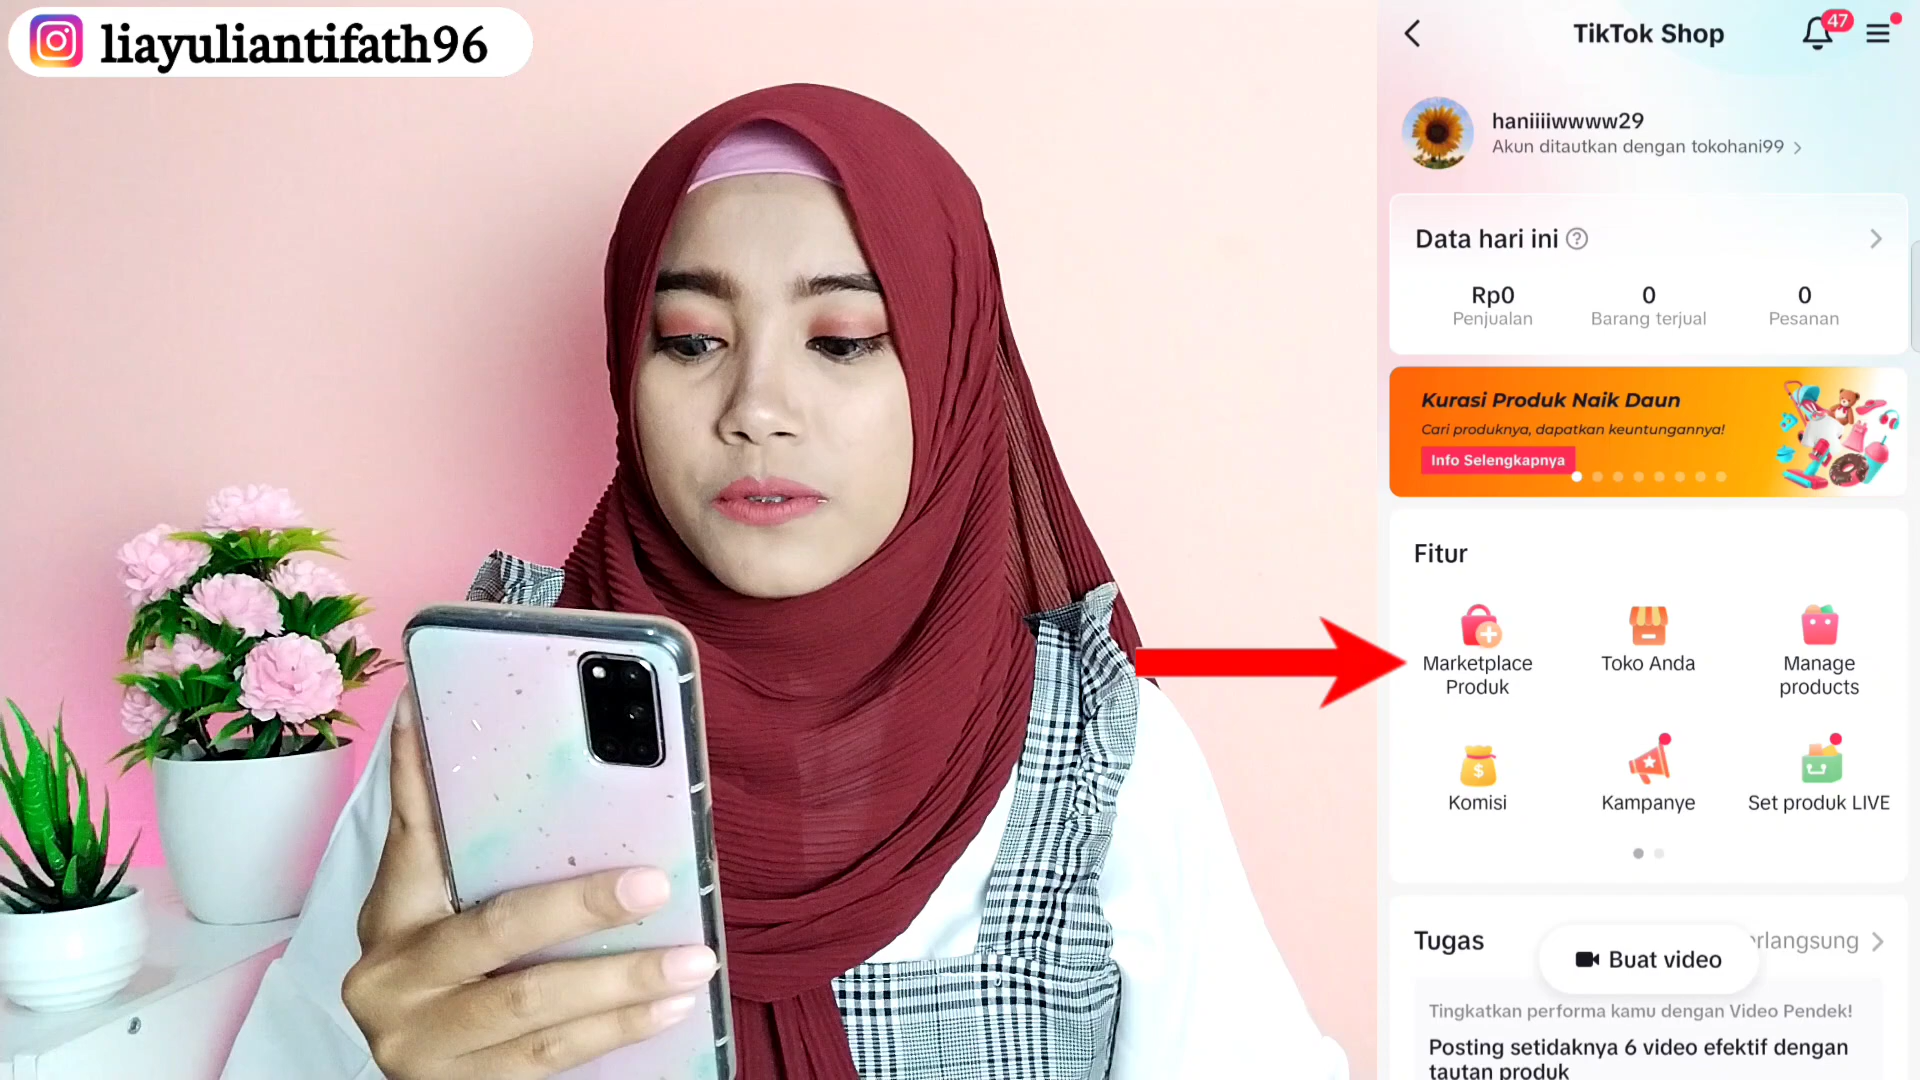 liayuliantifath96
TikTok Shop
47
haniiiiwwww29
Akun ditautkan dengan tokohani99 >
Data hari ini ?
Rp0
0
0
Penjualan
Barang terjual
Pesanan
Kurasi Produk Naik Daun
Cari produknya, dapatkan keuntungannya!
Info Selengkapnya
Fitur
Marketplace
Produk
Toko Anda
Manage
products
Komisi
Kampanye
Set produk LIVE
Tugas
erlangsung >
Buat video
Tingkatkan performa kamu dengan Video Pendek!
Posting setidaknya 6 video efektif dengan
tautan produk